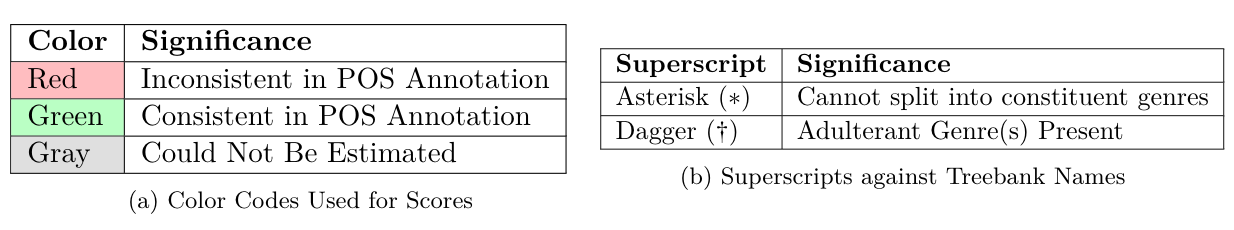 Color Significance
Red Inconsistent in POS Annotation
Green Consistent in POS Annotation
Gray Could Not Be Estimated
(a) Color Codes Used for Scores
Superscript Significance
Asterisk (∗) Cannot split into constituent genres
Dagger (†) Adulterant Genre(s) Present
(b) Superscripts against Treebank Names